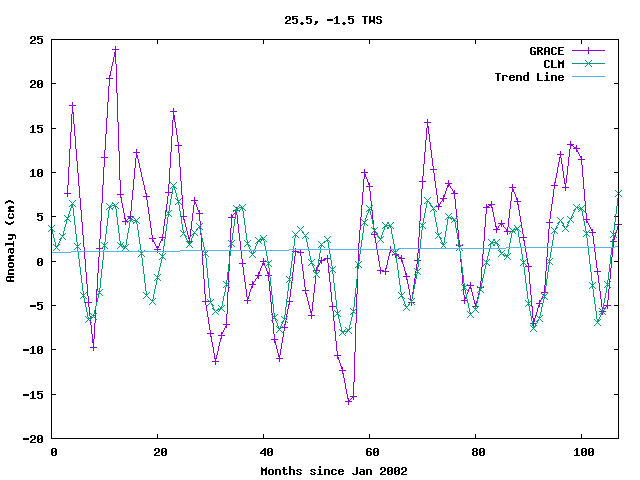 25.5, -1.5 TWS
GRACE
CLM
Trend Line
25
20
15
10
5
0
-5
-10
-15
-20
Anomaly (cm)
0 20 40 60 80 100
Months since Jan 2002